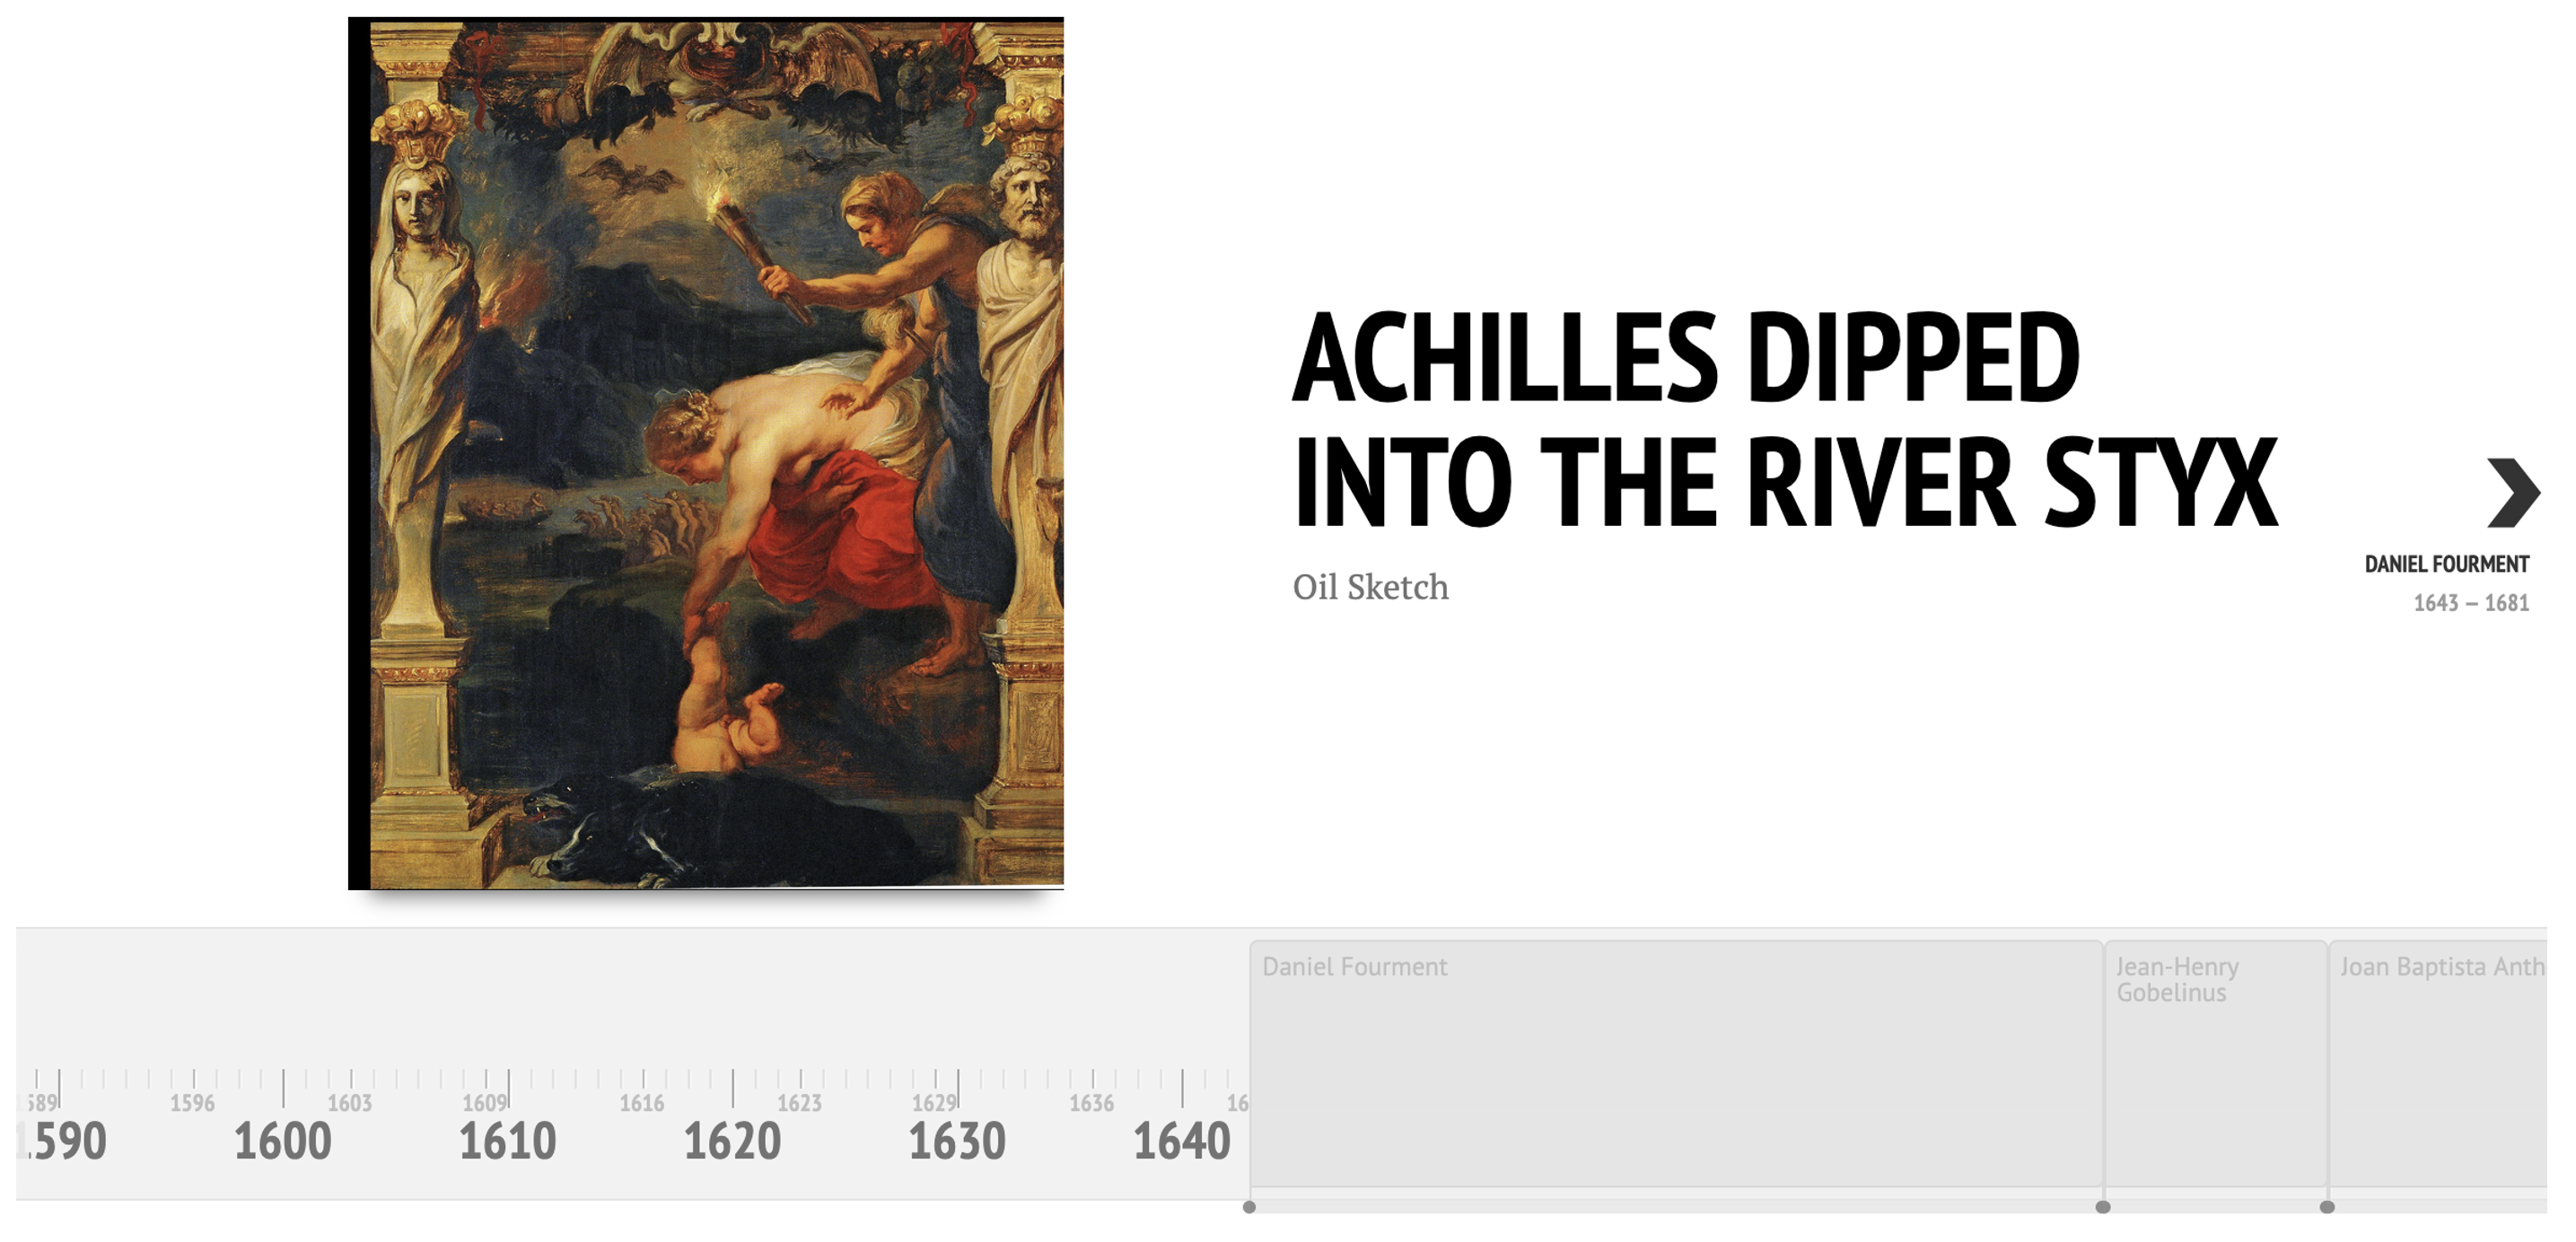 ACHILLES DIPPED
INTO THE RIVER STYX
Oil Sketch
DANIEL FOURMENT
1643 – 1681
Daniel Fourment
Jean-Henry
Gobelinus
Joan Baptista Anth
589 1596 1603 1609 1616 1623 1629 1636 16
1590 1600 1610 1620 1630 1640